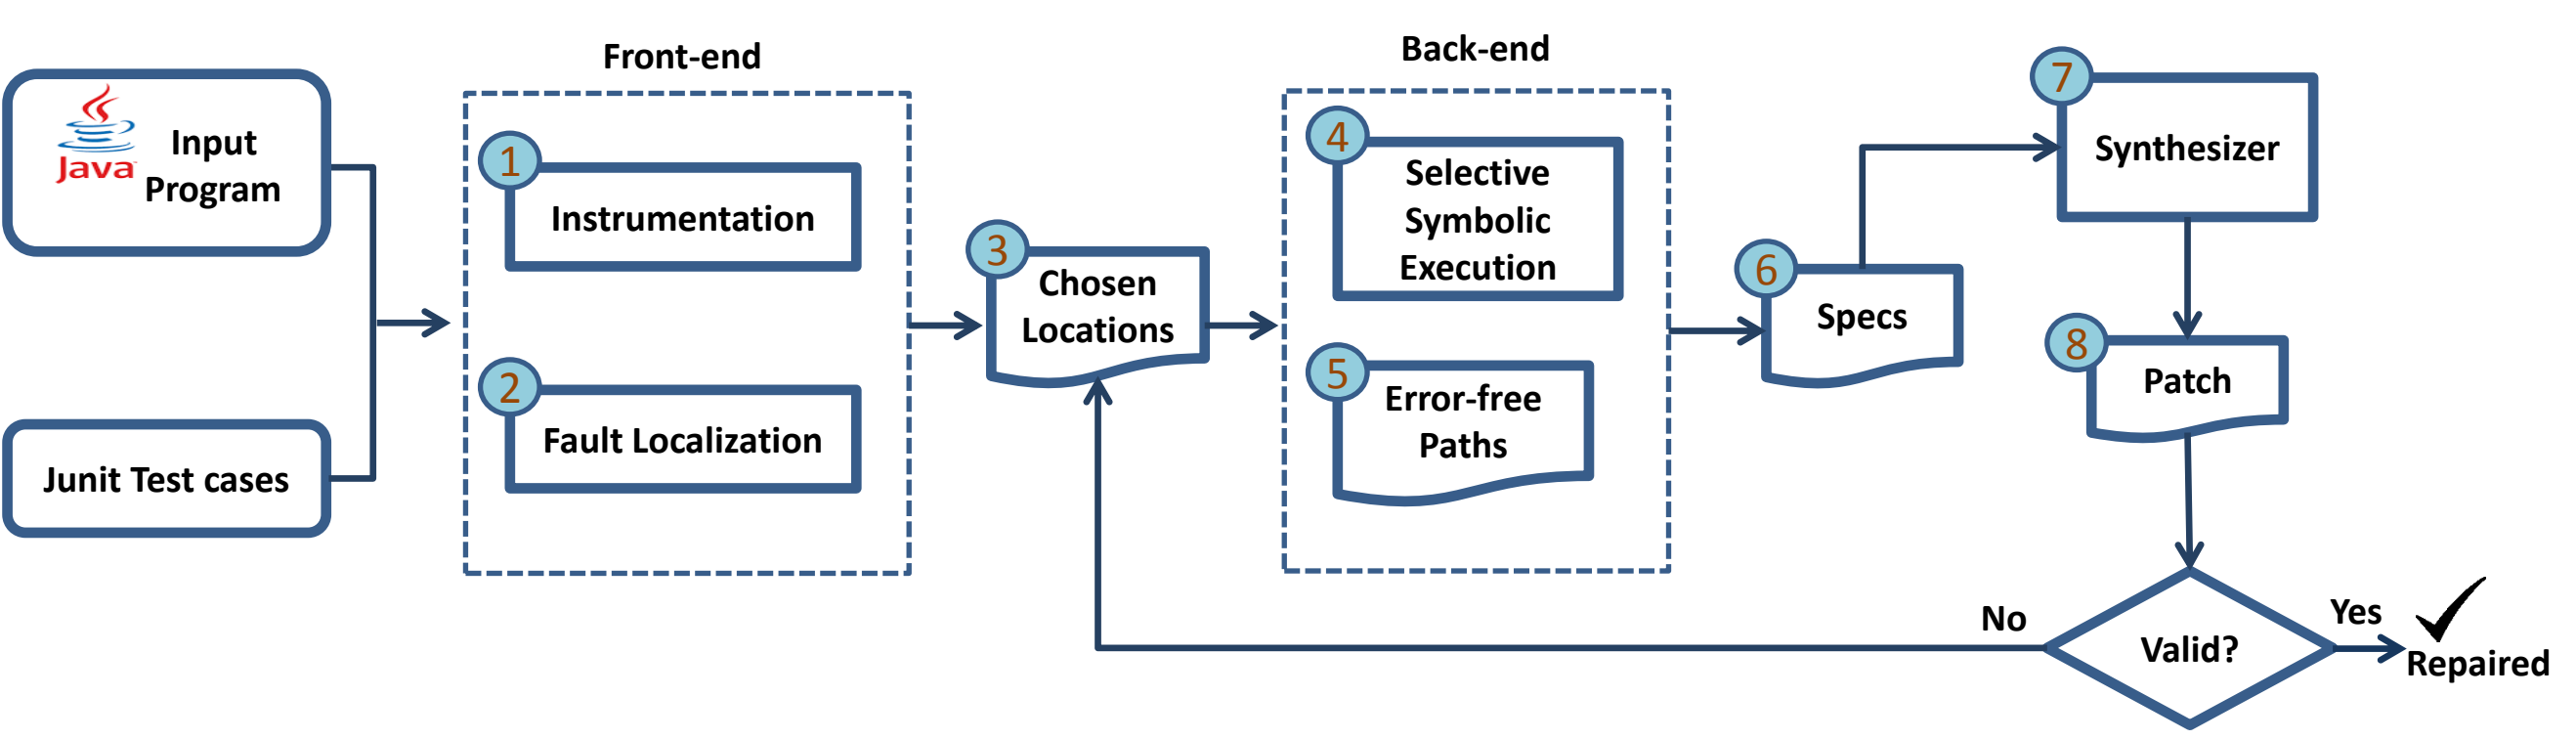 Java
Input
Program
Junit Test cases
Front-end
1
Instrumentation
2
Fault Localization
3
Chosen
Locations
Back-end
4
Selective
Symbolic
Execution
5
Error-free
Paths
6
Specs
7
Synthesizer
8
Patch
Valid?
No
Yes
Repaired